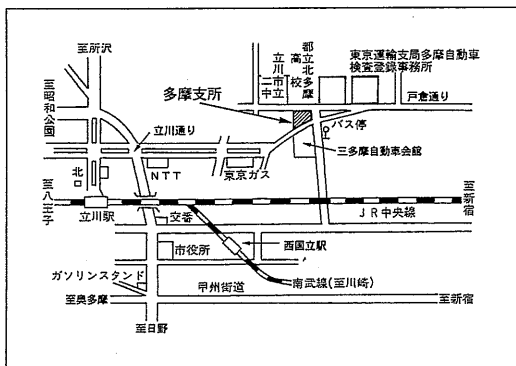 至所沢
立川市立
二中
都立北多摩
高校
東京運輸支局多摩自動車
検査登録事務所
多摩支所
戸倉通り
至昭和公園
立川通り
バス停
三多摩自動車会館
北
NTT
東京ガス
至八王子
立川駅
至新宿
JR中央線
交番
市役所
西国立駅
ガソリンスタンド
至奥多摩
甲州街道
南武線(至川崎)
至新宿
至日野